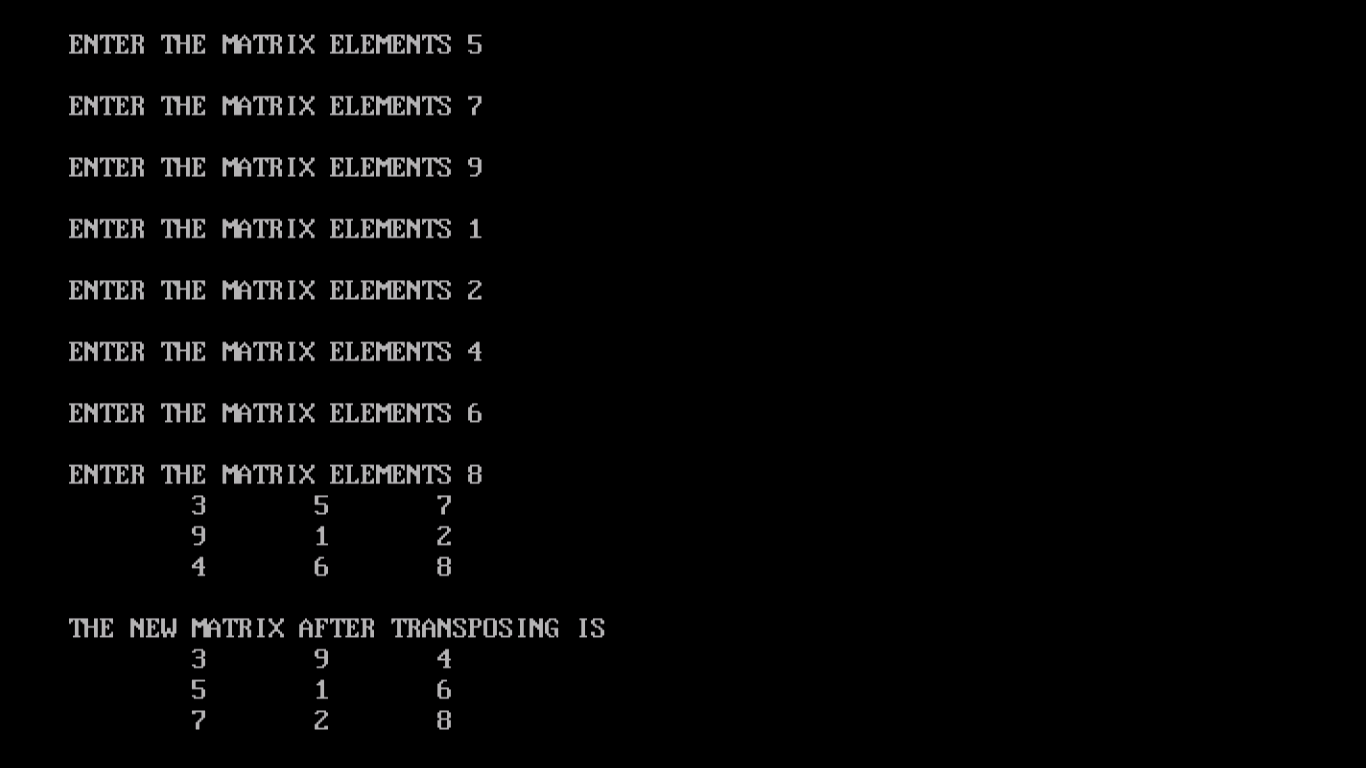 ENTER THE MATRIX ELEMENTS 5
ENTER THE MATRIX ELEMENTS 7
ENTER THE MATRIX ELEMENTS 9
ENTER THE MATRIX ELEMENTS 1
ENTER THE MATRIX ELEMENTS 2
ENTER THE MATRIX ELEMENTS 4
ENTER THE MATRIX ELEMENTS 6
ENTER THE MATRIX ELEMENTS 8
3 5 7
9 1 2
4 6 8
THE NEW MATRIX AFTER TRANSPOSING IS
3 9 4
5 1 6
7 2 8